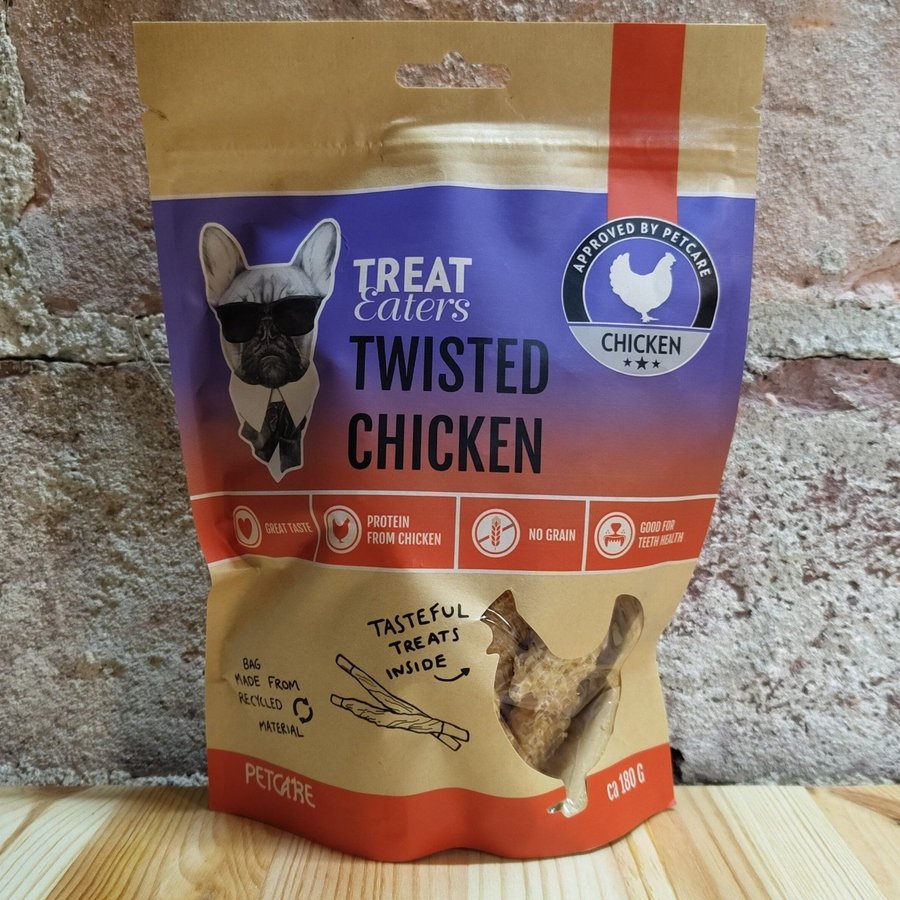 APPROVED BY PETCARE
CHICKEN
TREAT
Eaters
TWISTED
CHICKEN
GREAT TASTE
PROTEIN
FROM CHICKEN
NO GRAIN
GOOD FOR
TEETH HEALTH
TASTEFUL
TREATS
INSIDE
BAG
MADE FROM
RECYCLED
MATERIAL
PETCARE
ca 180 G